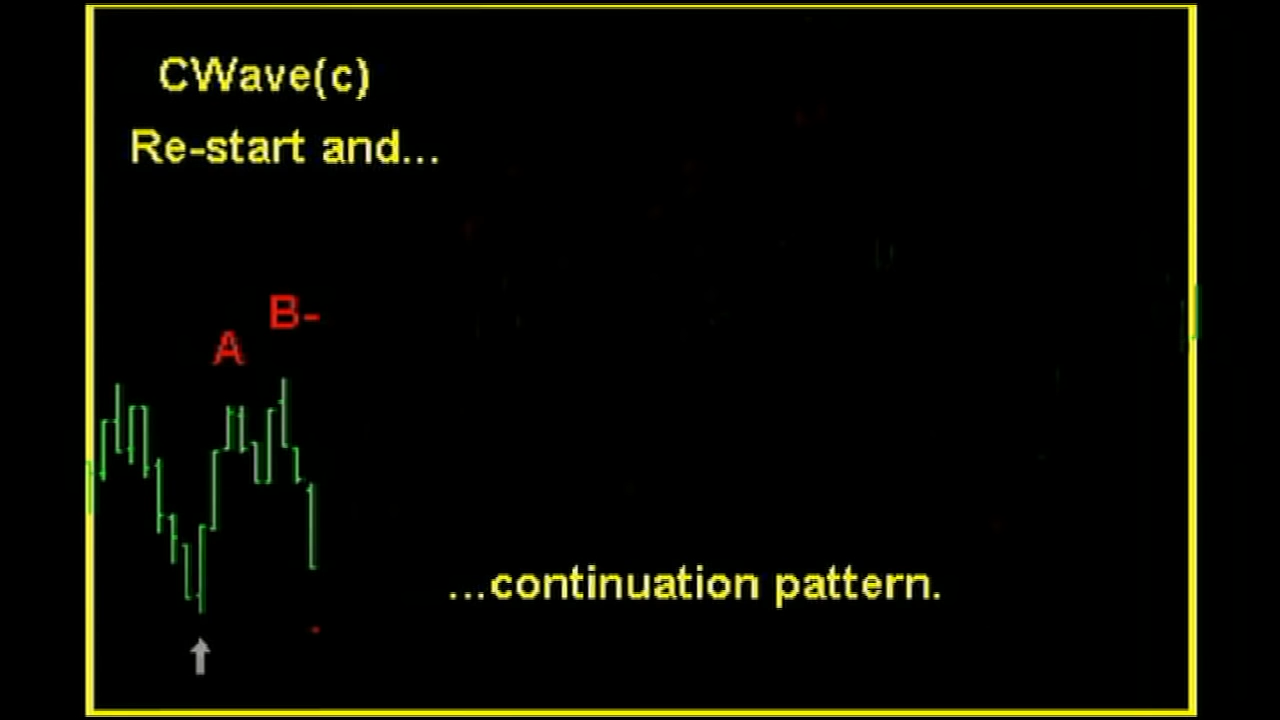 CWave(c)
Re-start and...
B-
A
...continuation pattern.